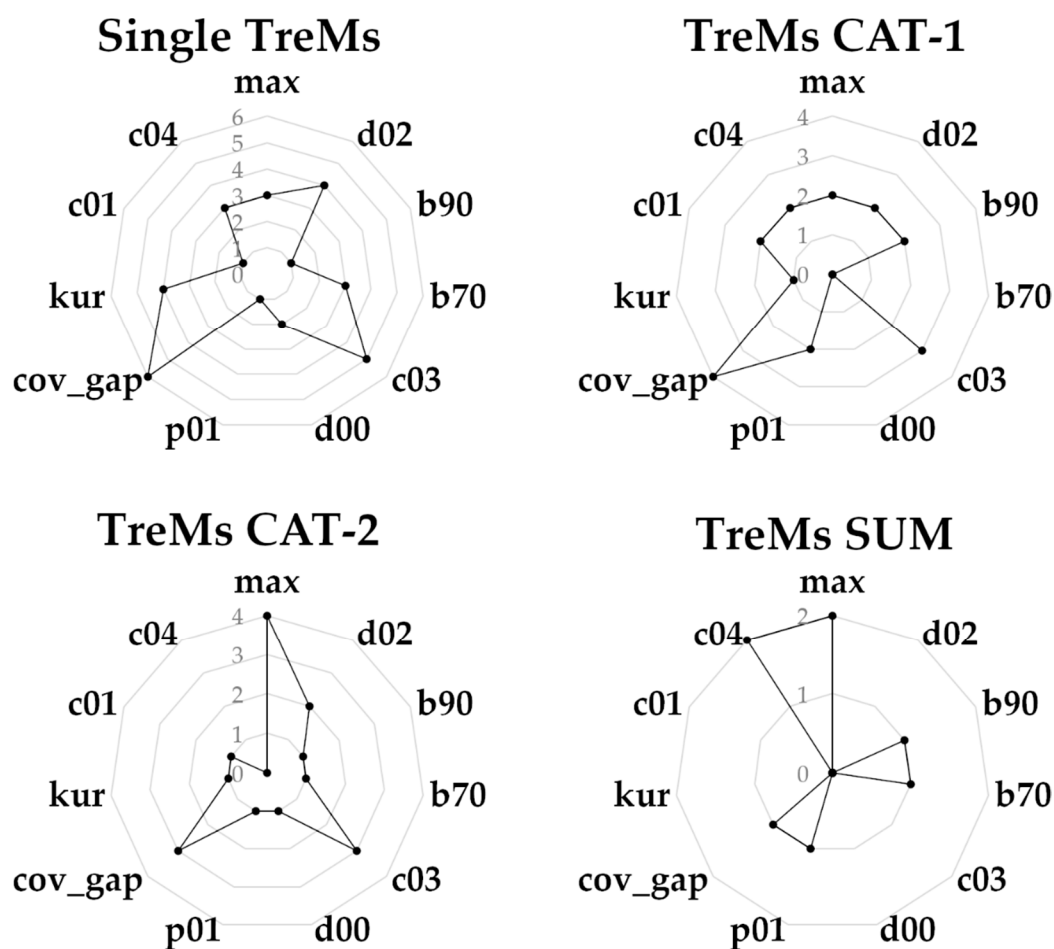 Single TreMs
max
d02
b90
b70
c03
d00
p01
cov_gap
kur
c01
c04
6
5
4
3
2
1
0
TreMs CAT-1
max
d02
b90
b70
c03
d00
p01
cov_gap
kur
c01
c04
4
3
2
1
0
TreMs CAT-2
max
d02
b90
b70
c03
d00
p01
cov_gap
kur
c01
c04
4
3
2
1
0
TreMs SUM
max
d02
b90
b70
c03
d00
p01
cov_gap
kur
c01
c04
2
1
0